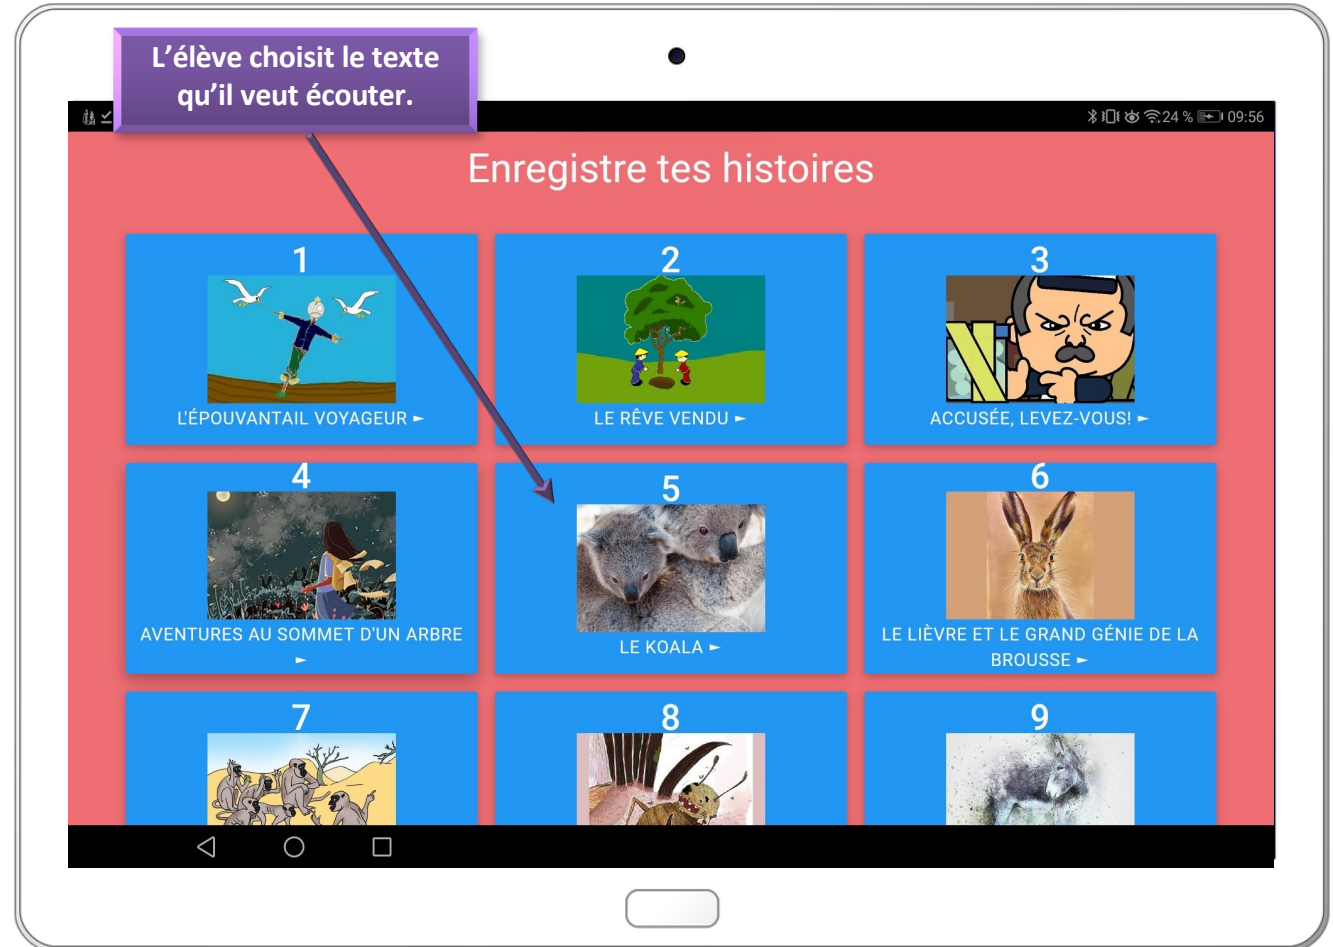 L’élève choisit le texte
qu’il veut écouter.
24 % 09:56
Enregistre tes histoires
1
2
3
L'ÉPOUVANTAIL VOYAGEUR ►
LE RÊVE VENDU ►
ACCUSÉE, LEVEZ-VOUS! ►
4
5
6
AVENTURES AU SOMMET D'UN ARBRE
►
LE KOALA ►
LE LIÈVRE ET LE GRAND GÉNIE DE LA
BROUSSE ►
7
8
9